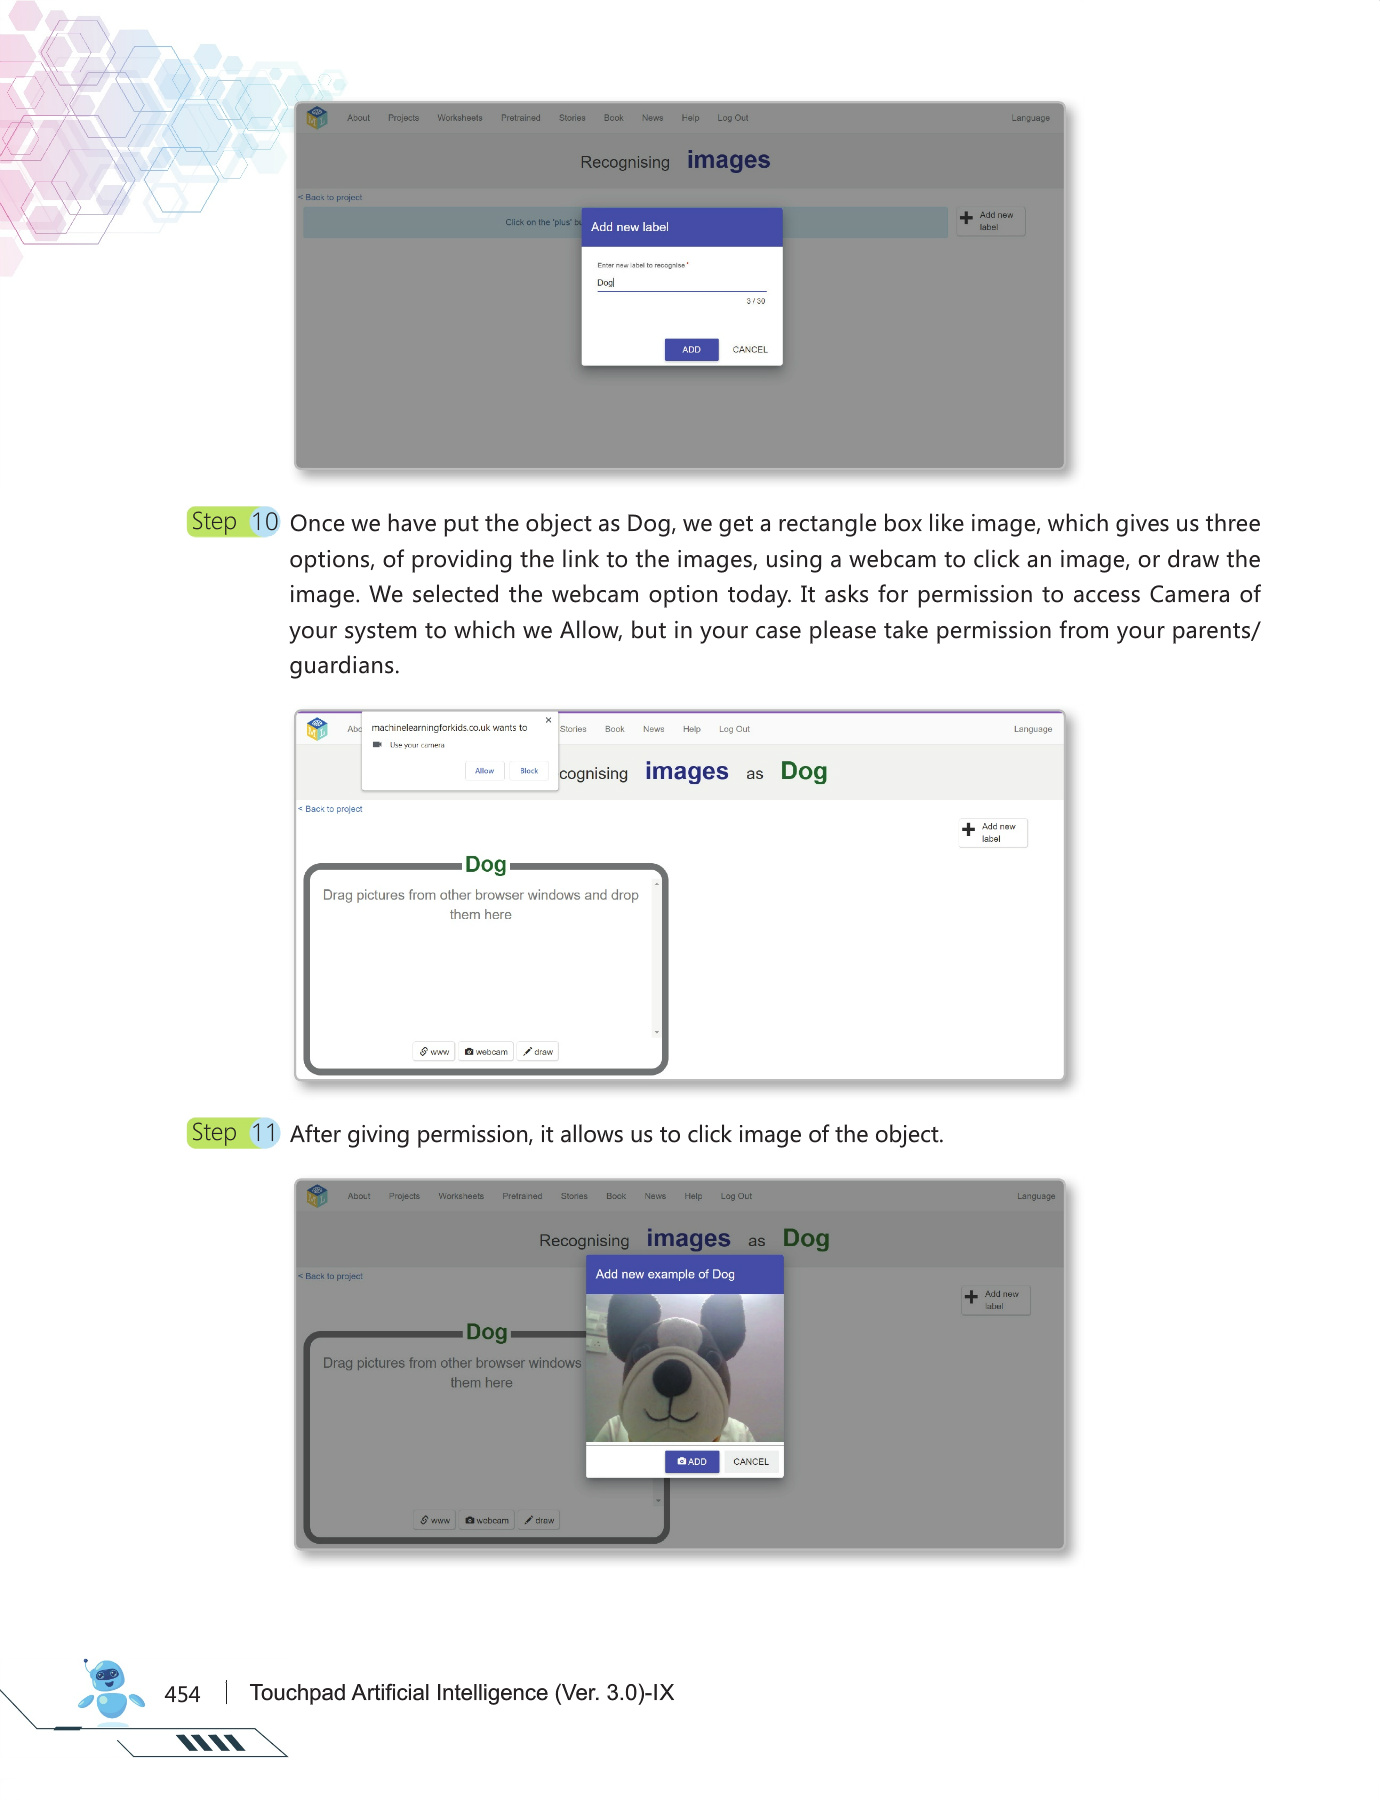 About Projects Worksheets Pretrained Stories Book News Help Log Out Language
Recognising images
< Back to project
Click on the 'plus' bu
Add new
label
Add new label
Enter new label to recognise *
Dog
3 / 30
ADD CANCEL
Step 10 Once we have put the object as Dog, we get a rectangle box like image, which gives us three
options, of providing the link to the images, using a webcam to click an image, or draw the
image. We selected the webcam option today. It asks for permission to access Camera of
your system to which we Allow, but in your case please take permission from your parents/
guardians.
Abo Stories Book News Help Log Out Language
machinelearningforkids.co.uk wants to
Use your camera
Allow Block
cognising images as Dog
< Back to project
Add new
label
Dog
Drag pictures from other browser windows and drop
them here
www webcam draw
Step 11 After giving permission, it allows us to click image of the object.
About Projects Worksheets Pretrained Stories Book News Help Log Out Language
Recognising images as Dog
< Back to project
Add new example of Dog
Add new
label
Dog
Drag pictures from other browser windows
them here
ADD CANCEL
www webcam draw
454 Touchpad Artificial Intelligence (Ver. 3.0)-IX